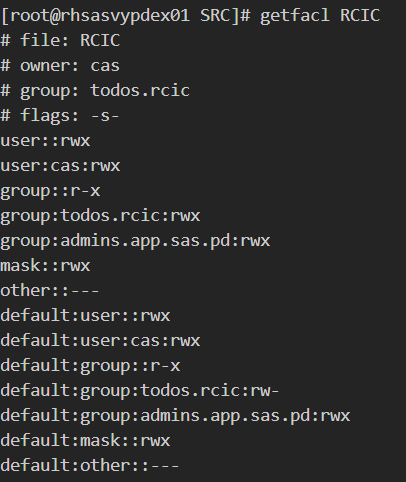 [root@rhsasvypdex01 SRC]# getfacl RCIC
# file: RCIC
# owner: cas
# group: todos.rcic
# flags: -s-
user::rwx
user:cas:rwx
group::r-x
group:todos.rcic:rwx
group:admins.app.sas.pd:rwx
mask::rwx
other::---
default:user::rwx
default:user:cas:rwx
default:group::r-x
default:group:todos.rcic:rw-
default:group:admins.app.sas.pd:rwx
default:mask::rwx
default:other::---